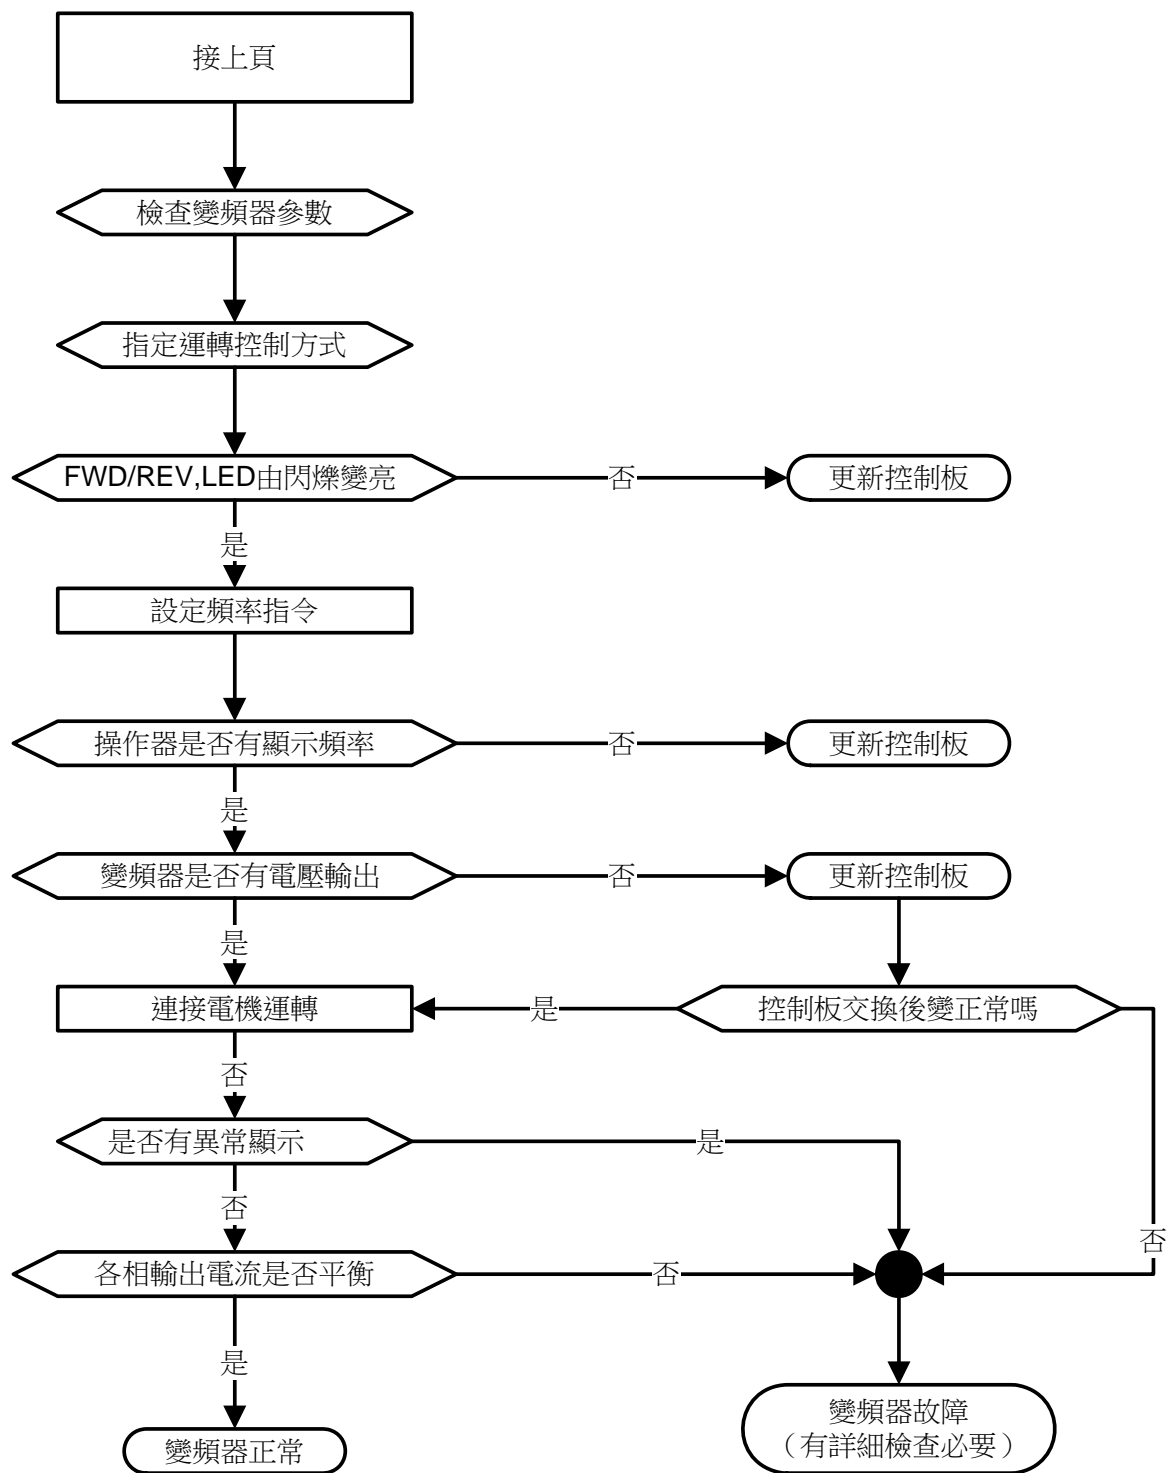 接上頁
檢查變頻器參數
指定運轉控制方式
FWD/REV,LED由閃爍變亮
否
更新控制板
是
設定頻率指令
操作器是否有顯示頻率
否
更新控制板
是
變頻器是否有電壓輸出
否
更新控制板
是
連接電機運轉
是
控制板交換後變正常嗎
否
是否有異常顯示
是
否
否
各相輸出電流是否平衡
否
是
變頻器正常
變頻器故障
（有詳細檢查必要）